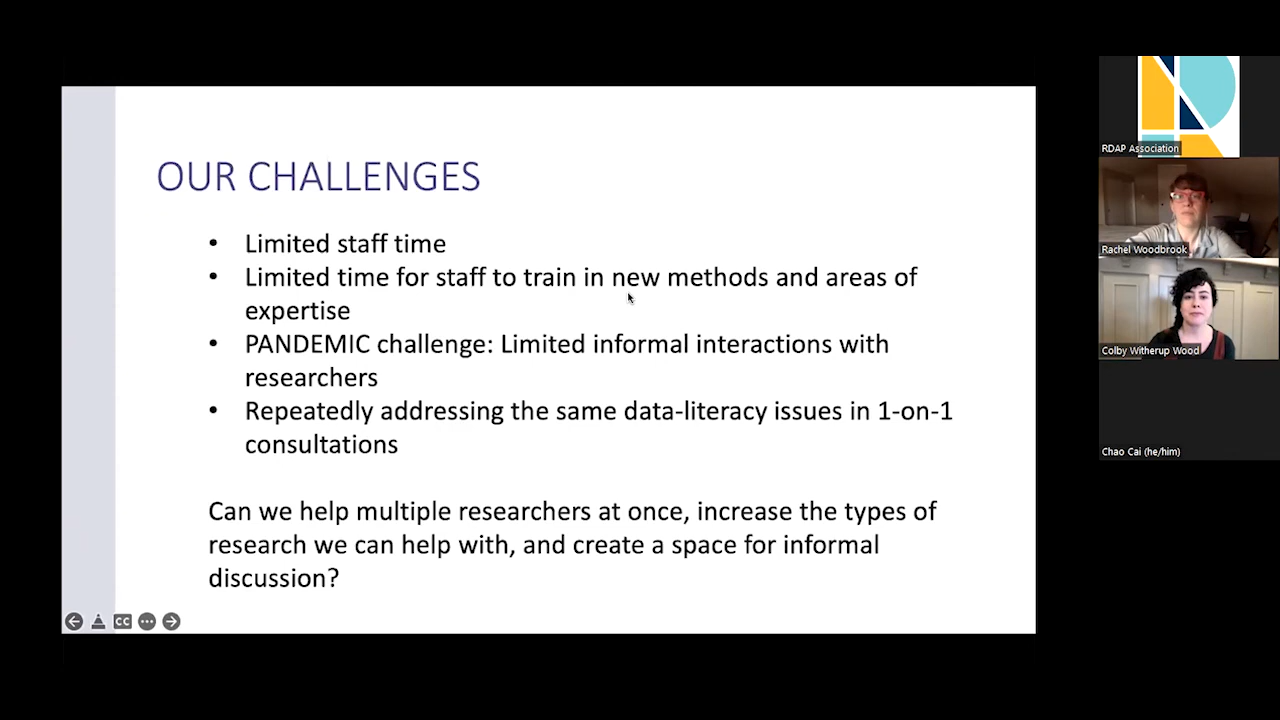 OUR CHALLENGES
• Limited staff time
• Limited time for staff to train in new methods and areas of
expertise
• PANDEMIC challenge: Limited informal interactions with
researchers
• Repeatedly addressing the same data-literacy issues in 1-on-1
consultations
Can we help multiple researchers at once, increase the types of
research we can help with, and create a space for informal
discussion?
CC
RDAP Association
Rachel Woodbrook
Colby Witherup Wood
Chao Cai (he/him)